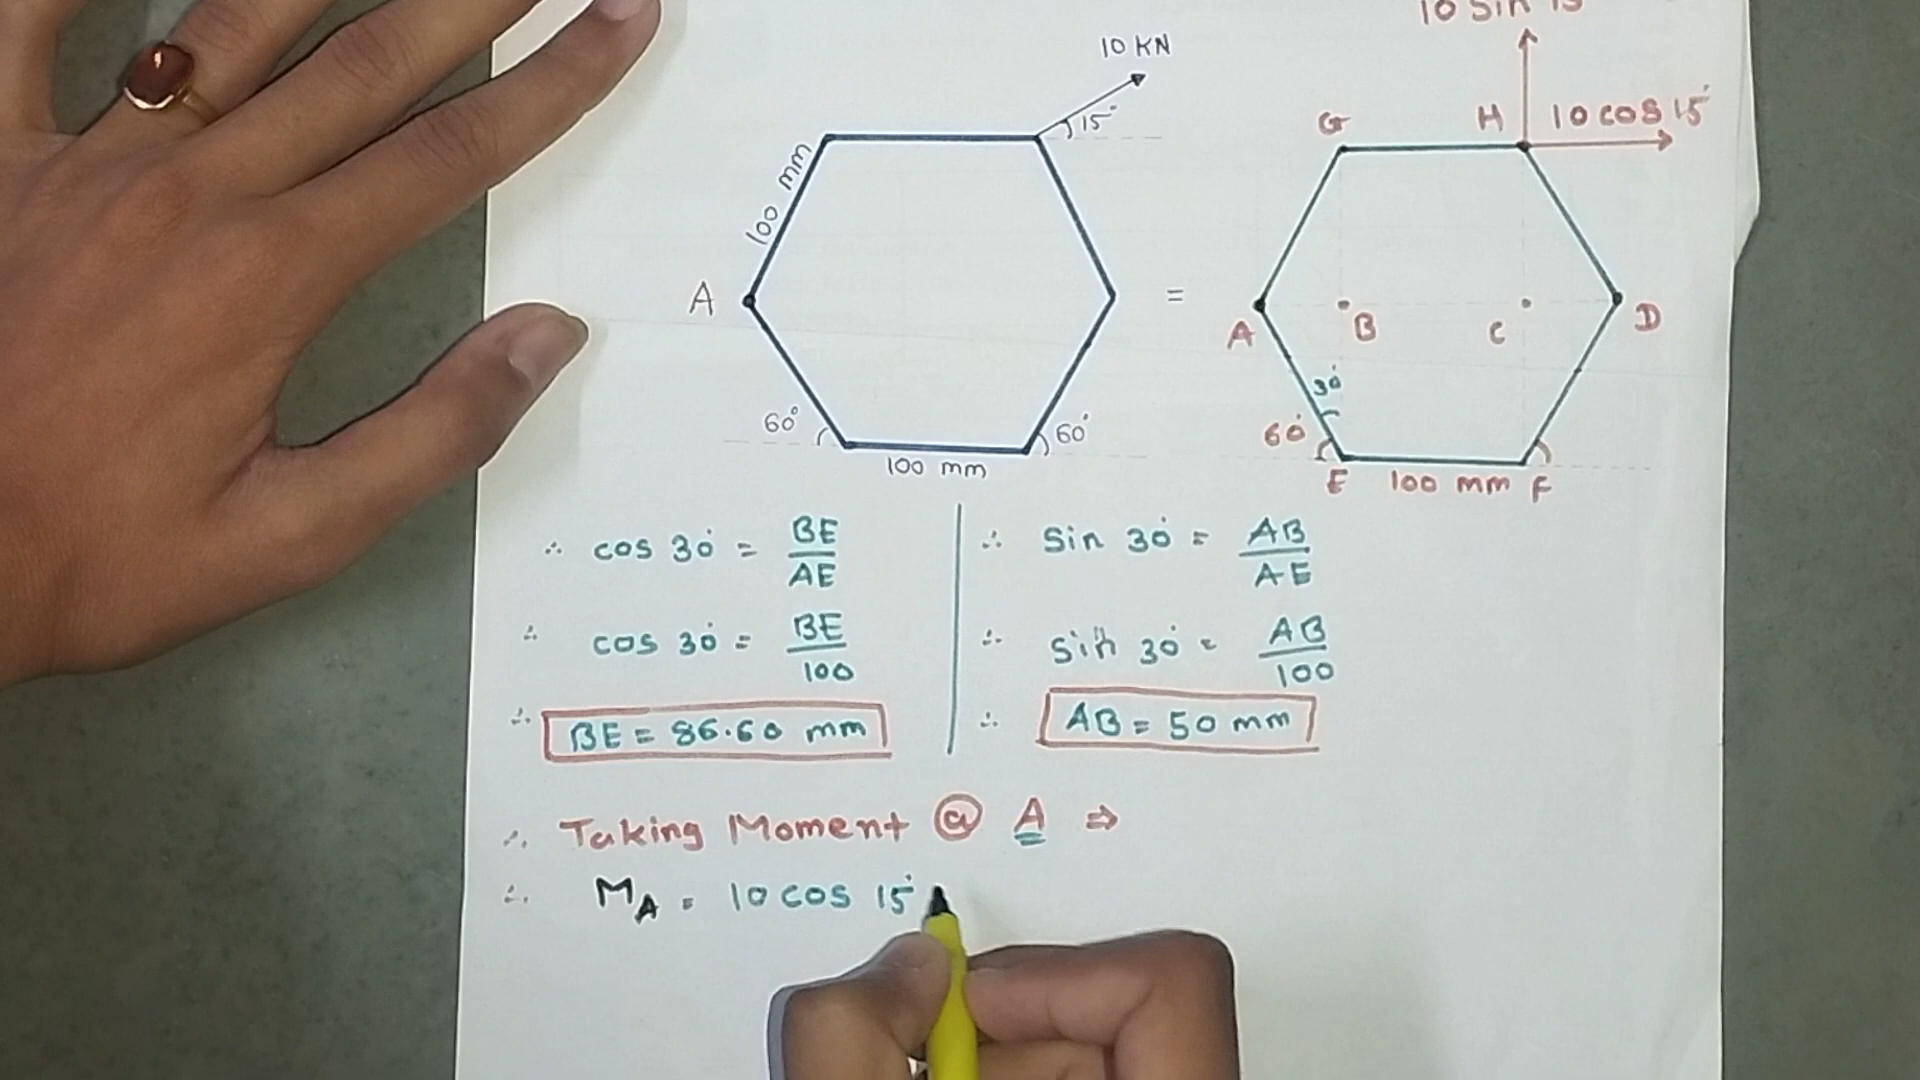 10 sin 15
10 KN
15°
H
10 cos 15°
G
100 mm
A
=
A
B
C
D
30°
60°
60°
60°
100 mm
E 100 mm F
∴ cos 30° = BE/AE
∴ sin 30° = AB/AE
∴ cos 30° = BE/100
∴ sin 30° = AB/100
∴ BE = 86.60 mm
∴ AB = 50 mm
∴ Taking Moment @ A ⇒
∴ MA = 10 cos 15°